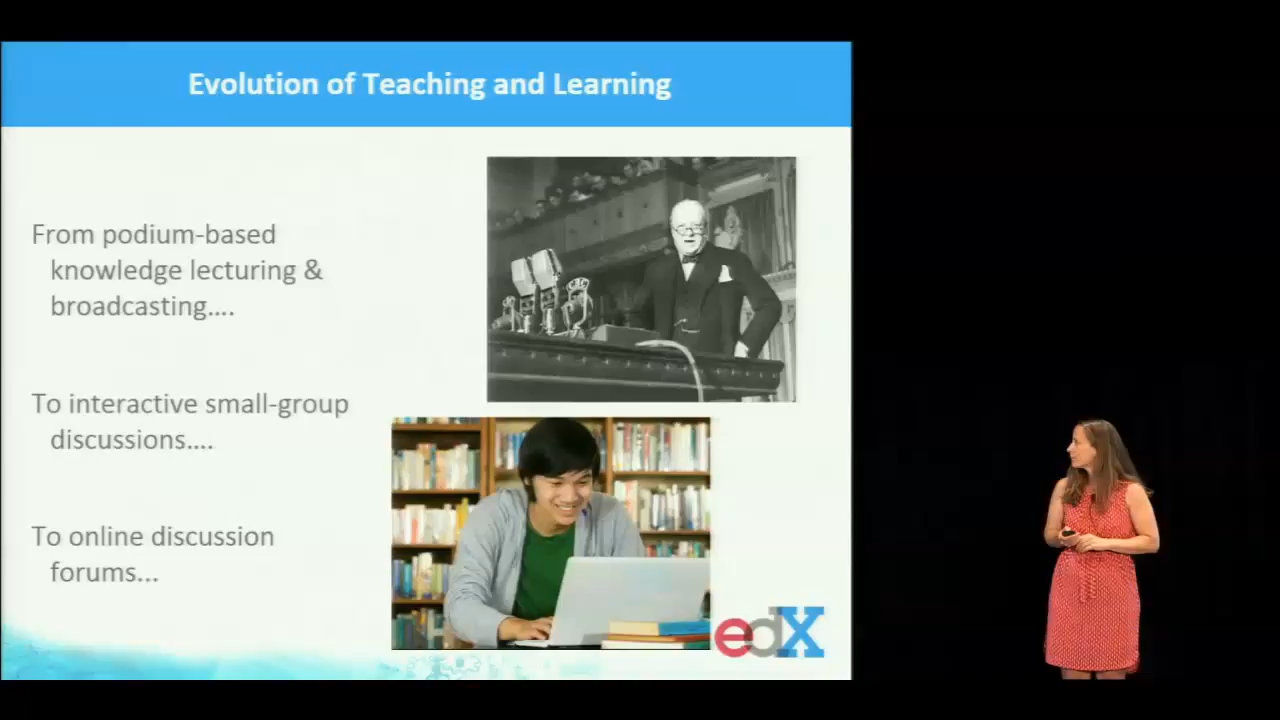 Evolution of Teaching and Learning
From podium-based
knowledge lecturing &
broadcasting....
To interactive small-group
discussions....
To online discussion
forums...
edX